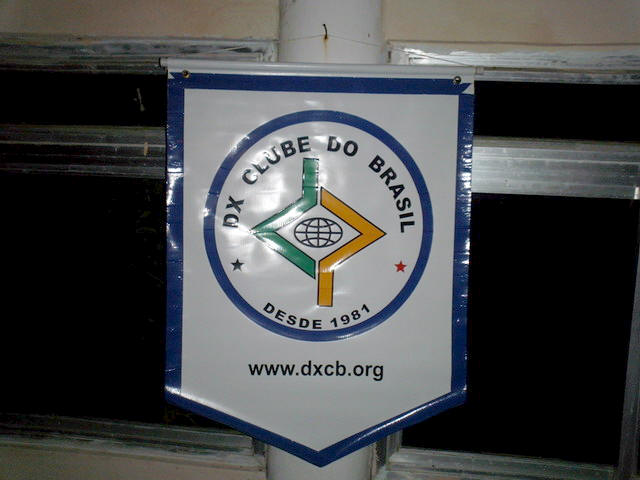 DX CLUBE DO BRASIL
DESDE 1981
www.dxcb.org